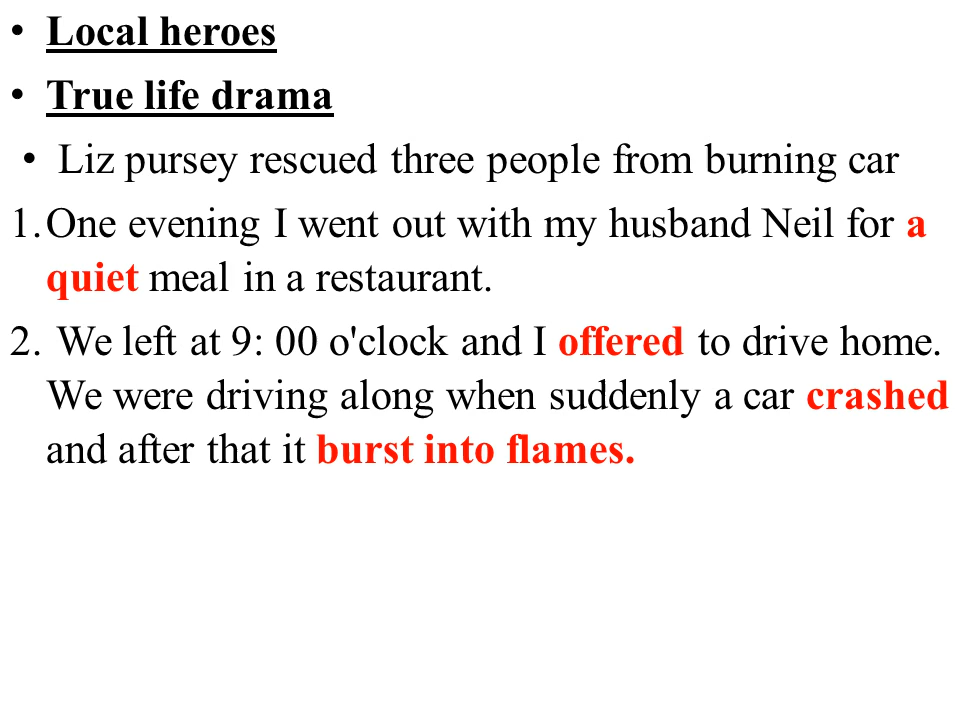 • Local heroes
• True life drama
• Liz pursey rescued three people from burning car
1. One evening I went out with my husband Neil for a
quiet meal in a restaurant.
2. We left at 9: 00 o'clock and I offered to drive home.
We were driving along when suddenly a car crashed
and after that it burst into flames.